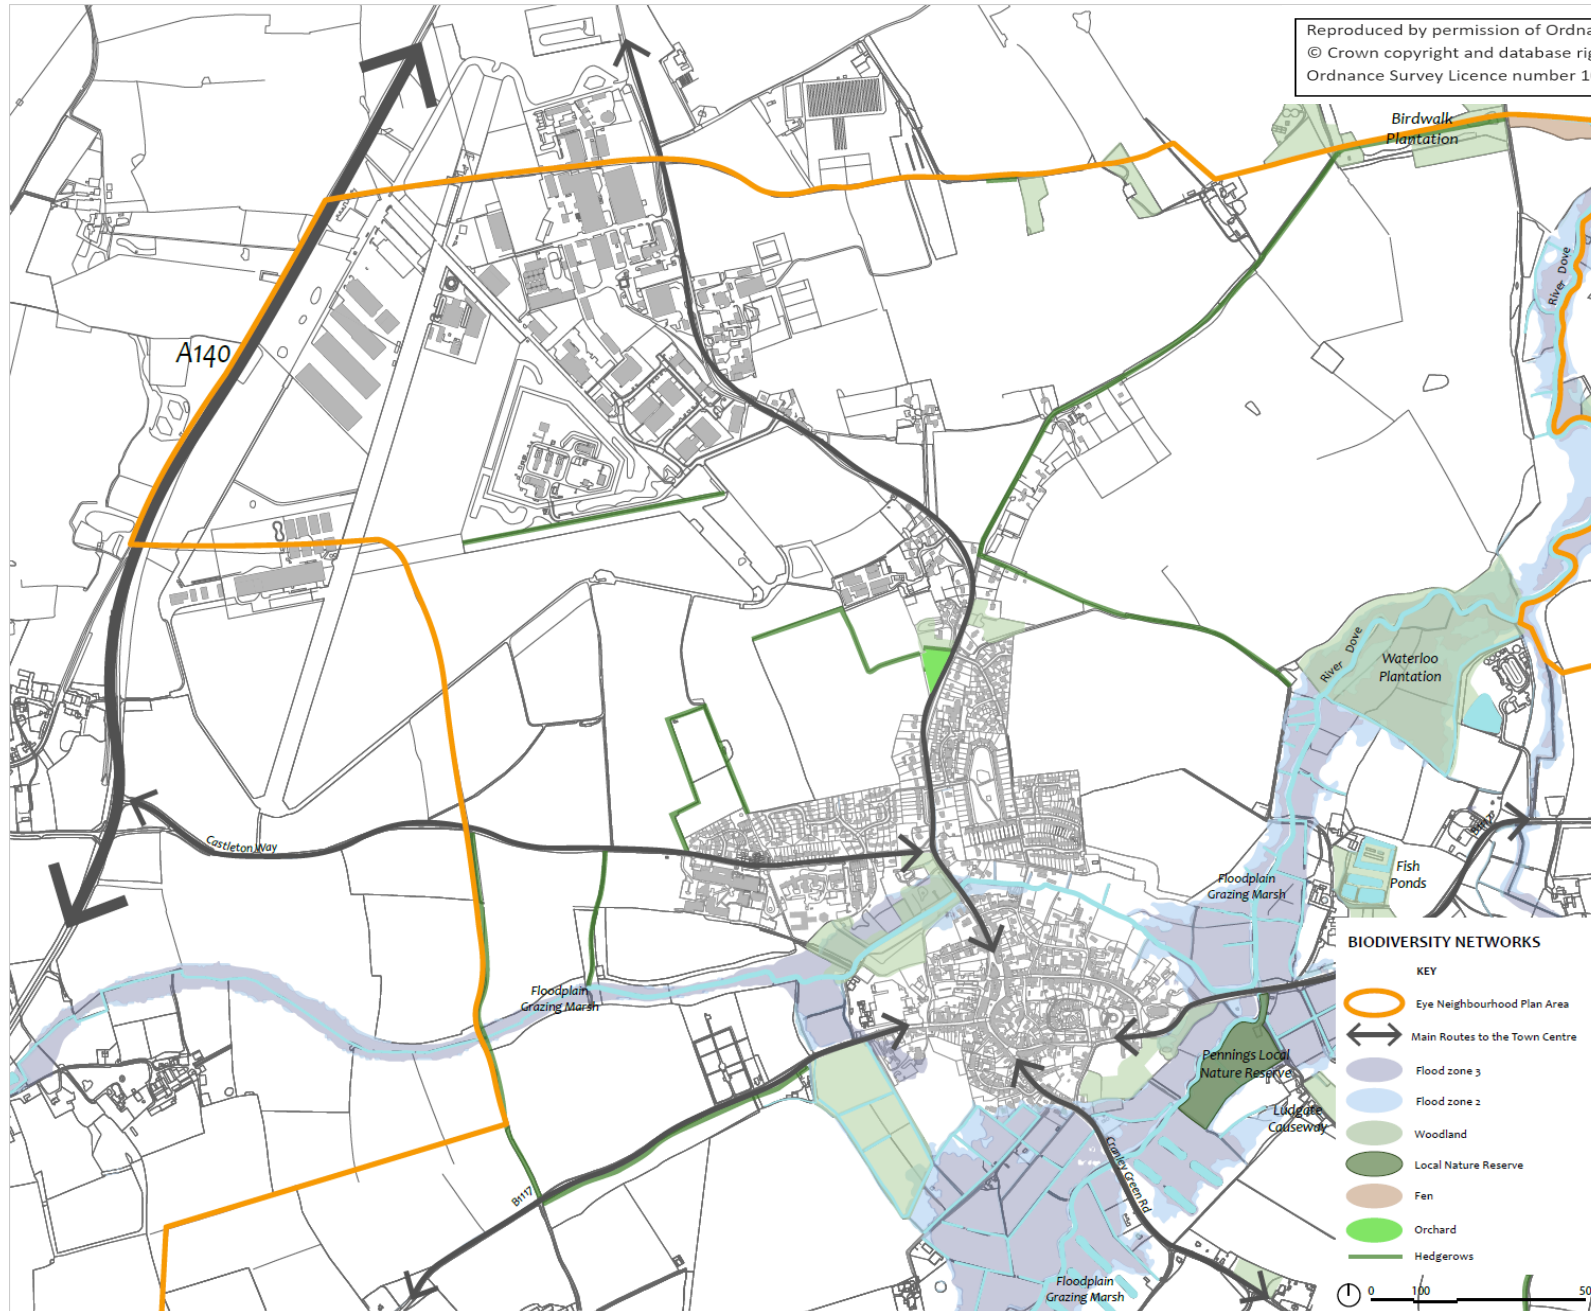 Reproduced by permission of Ordna
© Crown copyright and database rig
Ordnance Survey Licence number 1
Birdwalk
Plantation
River Dove
A140
River Dove
Waterloo
Plantation
Castleton Way
Fish
Ponds
Floodplain
Grazing Marsh
Floodplain
Grazing Marsh
Pennings Local
Nature Reserve
Ludgate
Causeway
Cranley Green Rd
B1117
Floodplain
Grazing Marsh
BIODIVERSITY NETWORKS
KEY
Eye Neighbourhood Plan Area
Main Routes to the Town Centre
Flood zone 3
Flood zone 2
Woodland
Local Nature Reserve
Fen
Orchard
Hedgerows
0 100 50